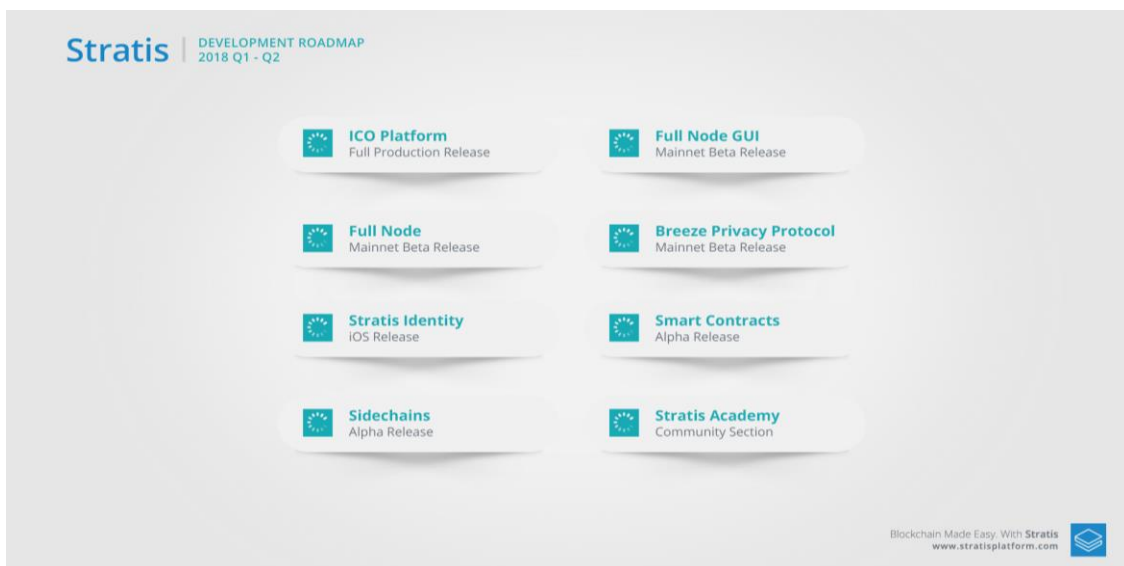 Stratis
DEVELOPMENT ROADMAP
2018 Q1 - Q2
ICO Platform
Full Production Release
Full Node GUI
Mainnet Beta Release
Full Node
Mainnet Beta Release
Breeze Privacy Protocol
Mainnet Beta Release
Stratis Identity
iOS Release
Smart Contracts
Alpha Release
Sidechains
Alpha Release
Stratis Academy
Community Section
Blockchain Made Easy. With Stratis
www.stratisplatform.com